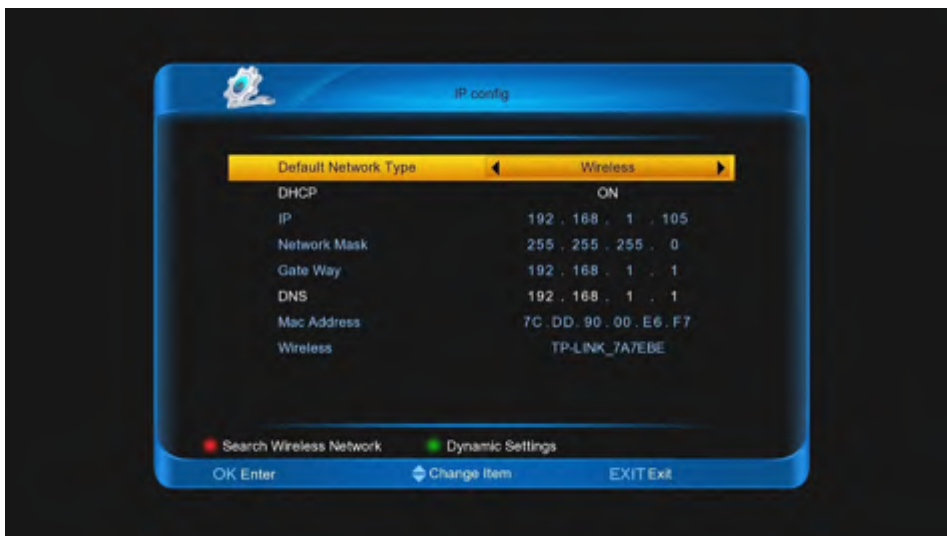 IP config
Default Network Type Wireless
DHCP ON
IP 192 . 168 . 1 . 105
Network Mask 255 . 255 . 255 . 0
Gate Way 192 . 168 . 1 . 1
DNS 192 . 168 . 1 . 1
Mac Address 7C.DD.90.00.E6.F7
Wireless TP-LINK_7A7EBE
Search Wireless Network Dynamic Settings
OK Enter Change Item EXIT Exit